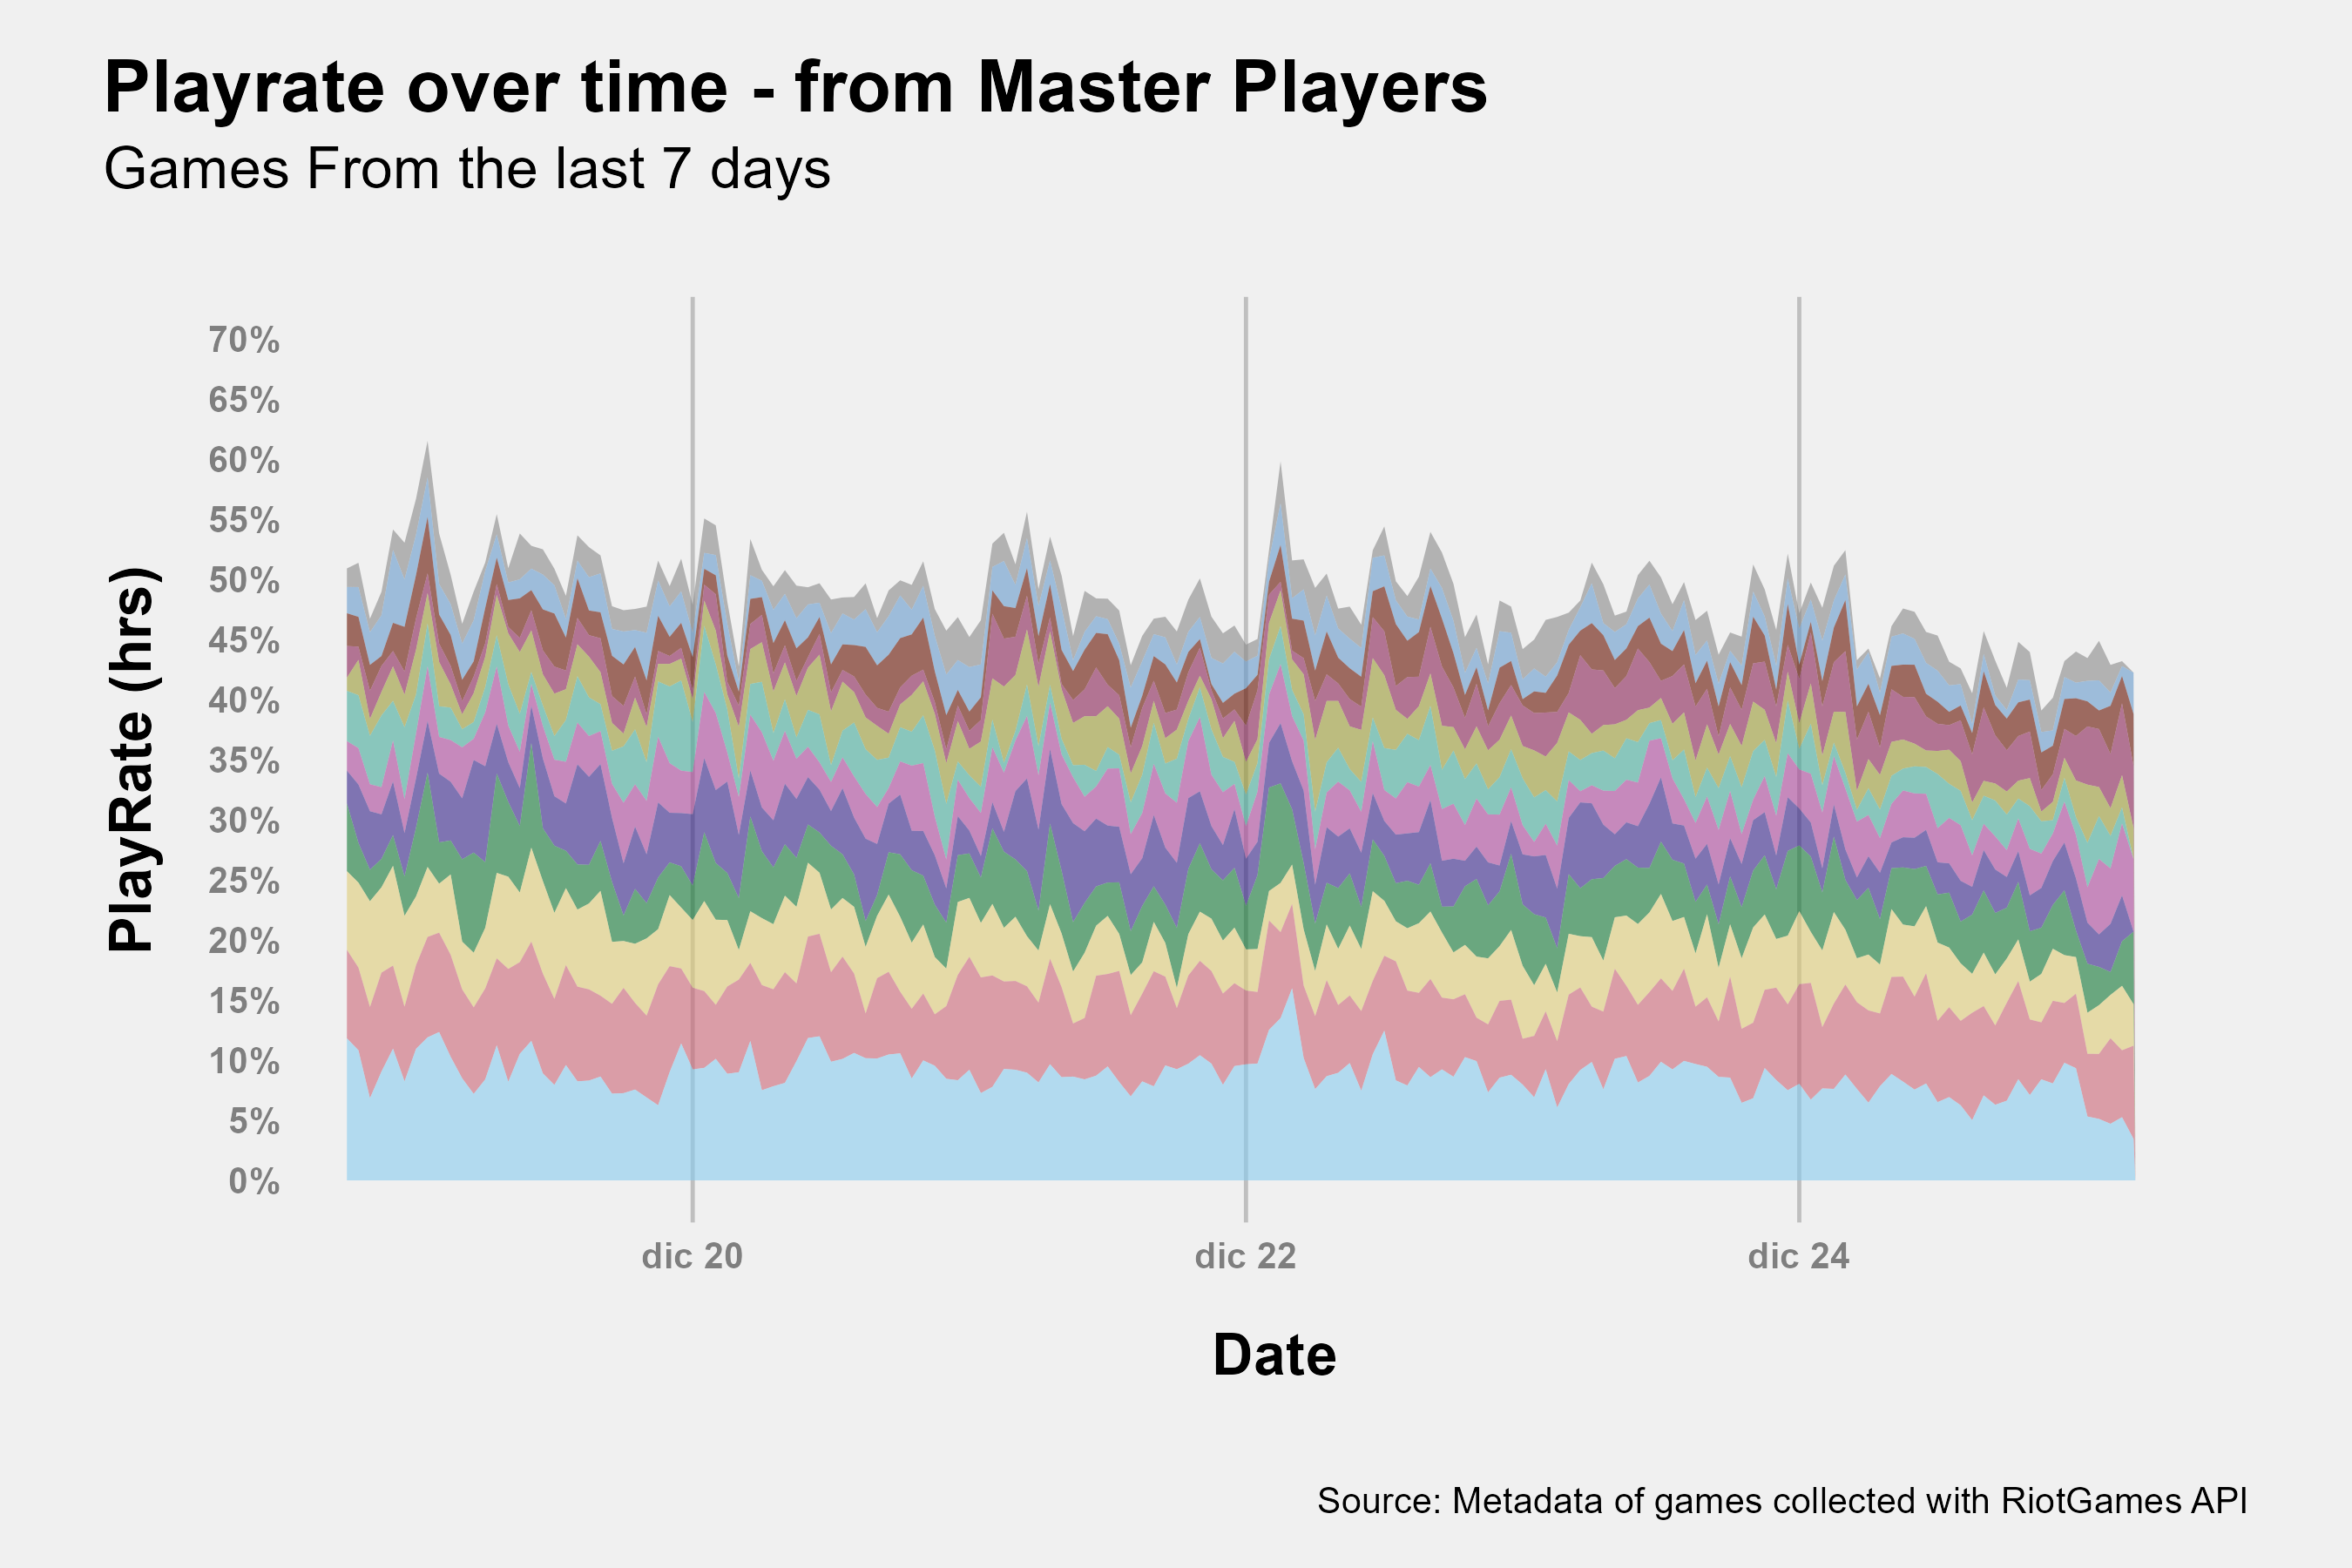 Playrate over time - from Master Players
Games From the last 7 days
PlayRate (hrs)
70%
65%
60%
55%
50%
45%
40%
35%
30%
25%
20%
15%
10%
5%
0%
dic 20
dic 22
dic 24
Date
Source: Metadata of games collected with RiotGames API